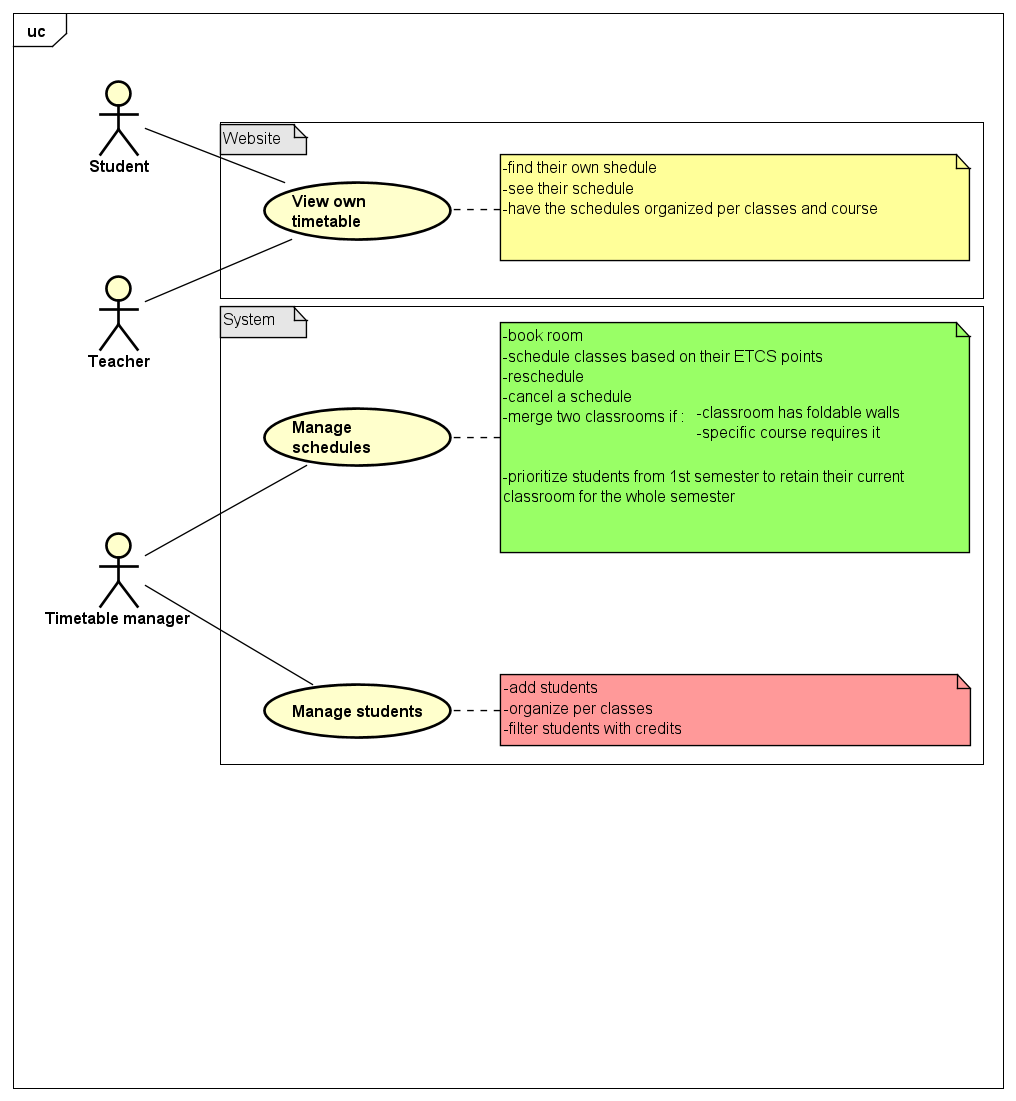 uc
Student
Website
View own
timetable
-find their own shedule
-see their schedule
-have the schedules organized per classes and course
Teacher
System
Manage
schedules
-book room
-schedule classes based on their ETCS points
-reschedule
-cancel a schedule
-merge two classrooms if :
-classroom has foldable walls
-specific course requires it
-prioritize students from 1st semester to retain their current
classroom for the whole semester
Timetable manager
Manage students
-add students
-organize per classes
-filter students with credits